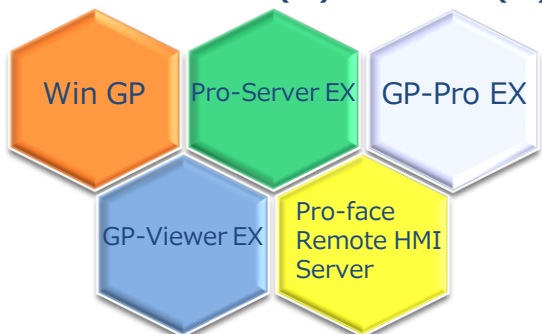 Win GP
Pro-Server EX
GP-Pro EX
GP-Viewer EX
Pro-face
Remote HMI
Server